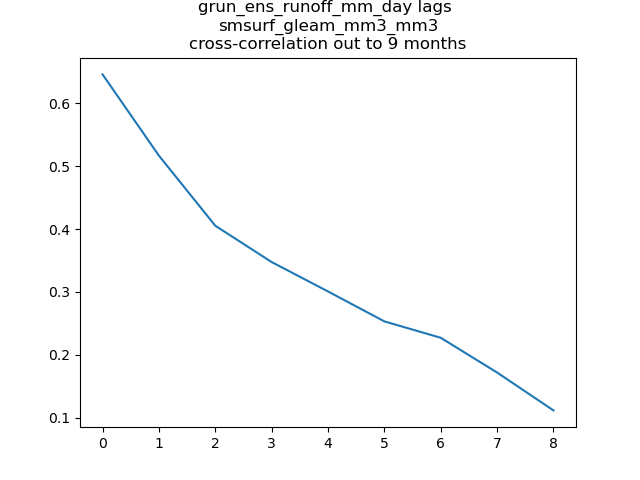 grun_ens_runoff_mm_day lags
smsurf_gleam_mm3_mm3
cross-correlation out to 9 months
0.6
0.5
0.4
0.3
0.2
0.1
0 1 2 3 4 5 6 7 8